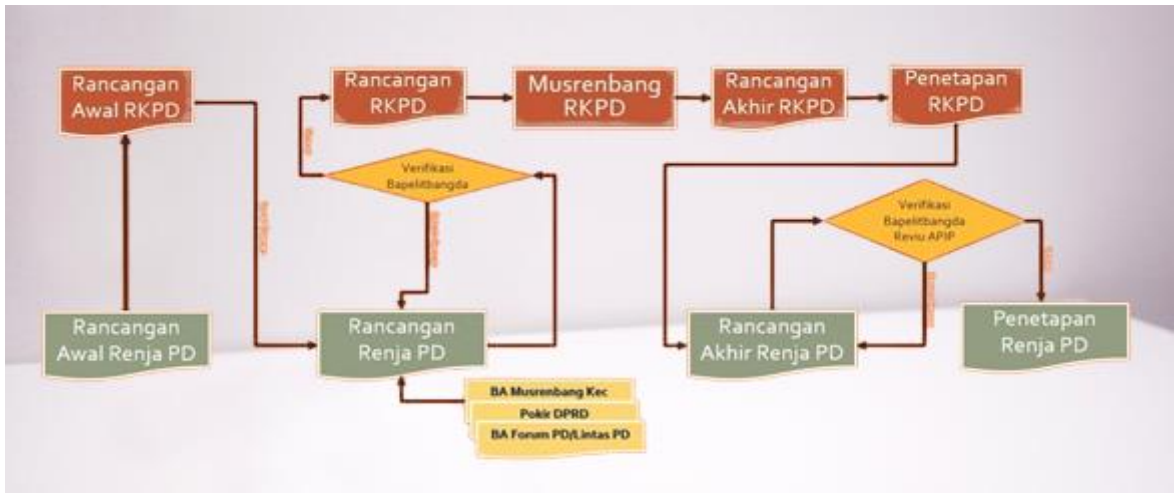 Rancangan
Awal RKPD
Rancangan
RKPD
Musrenbang
RKPD
Rancangan
Akhir RKPD
Penetapan
RKPD
Verifikasi
Bapelitbangda
Verifikasi
Bapelitbangda
Reviu APIP
Rancangan
Awal Renja PD
Rancangan
Renja PD
Rancangan
Akhir Renja PD
Penetapan
Renja PD
BA Musrenbang Kec
Pokir DPRD
BA Forum PD/Lintas PD